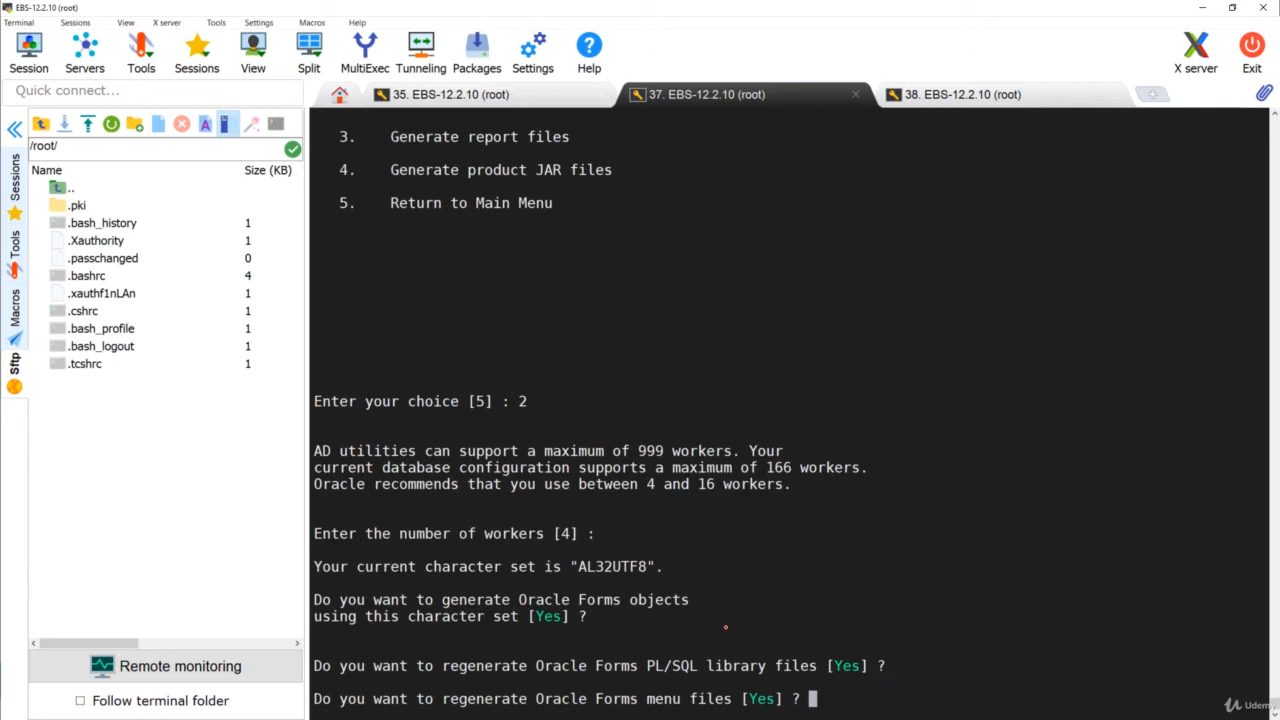 EBS-12.2.10 (root)
Terminal Sessions View X server Tools Settings Macros Help
Session Servers Tools Sessions View Split MultiExec Tunneling Packages Settings Help X server Exit
Quick connect...
35. EBS-12.2.10 (root) 37. EBS-12.2.10 (root) 38. EBS-12.2.10 (root)
/root/
Name Size (KB)
..
.pki
.bash_history 1
.Xauthority 1
.passchanged 0
.bashrc 4
.xauthf1nLAn 1
.cshrc 1
.bash_profile 1
.bash_logout 1
.tcshrc 1
Sessions
Tools
Macros
Sftp
Remote monitoring
Follow terminal folder
3. Generate report files
4. Generate product JAR files
5. Return to Main Menu
Enter your choice [5] : 2
AD utilities can support a maximum of 999 workers. Your
current database configuration supports a maximum of 166 workers.
Oracle recommends that you use between 4 and 16 workers.
Enter the number of workers [4] :
Your current character set is "AL32UTF8".
Do you want to generate Oracle Forms objects
using this character set [Yes] ?
Do you want to regenerate Oracle Forms PL/SQL library files [Yes] ?
Do you want to regenerate Oracle Forms menu files [Yes] ?
Udemy